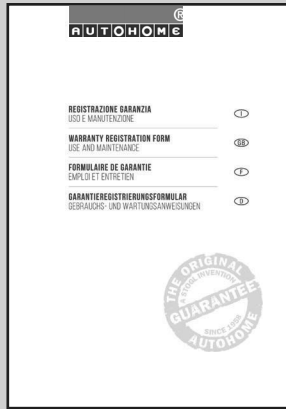 ®
AUTOHOME
REGISTRAZIONE GARANZIA
USO E MANUTENZIONE
I
WARRANTY REGISTRATION FORM
USE AND MAINTENANCE
GB
FORMULAIRE DE GARANTIE
EMPLOI ET ENTRETIEN
F
GARANTIEREGISTRIERUNGSFORMULAR
GEBRAUCHS- UND WARTUNGSANWEISUNGEN
D
THE ORIGINAL
GUARANTEE
SINCE 1958
AUTOHOME